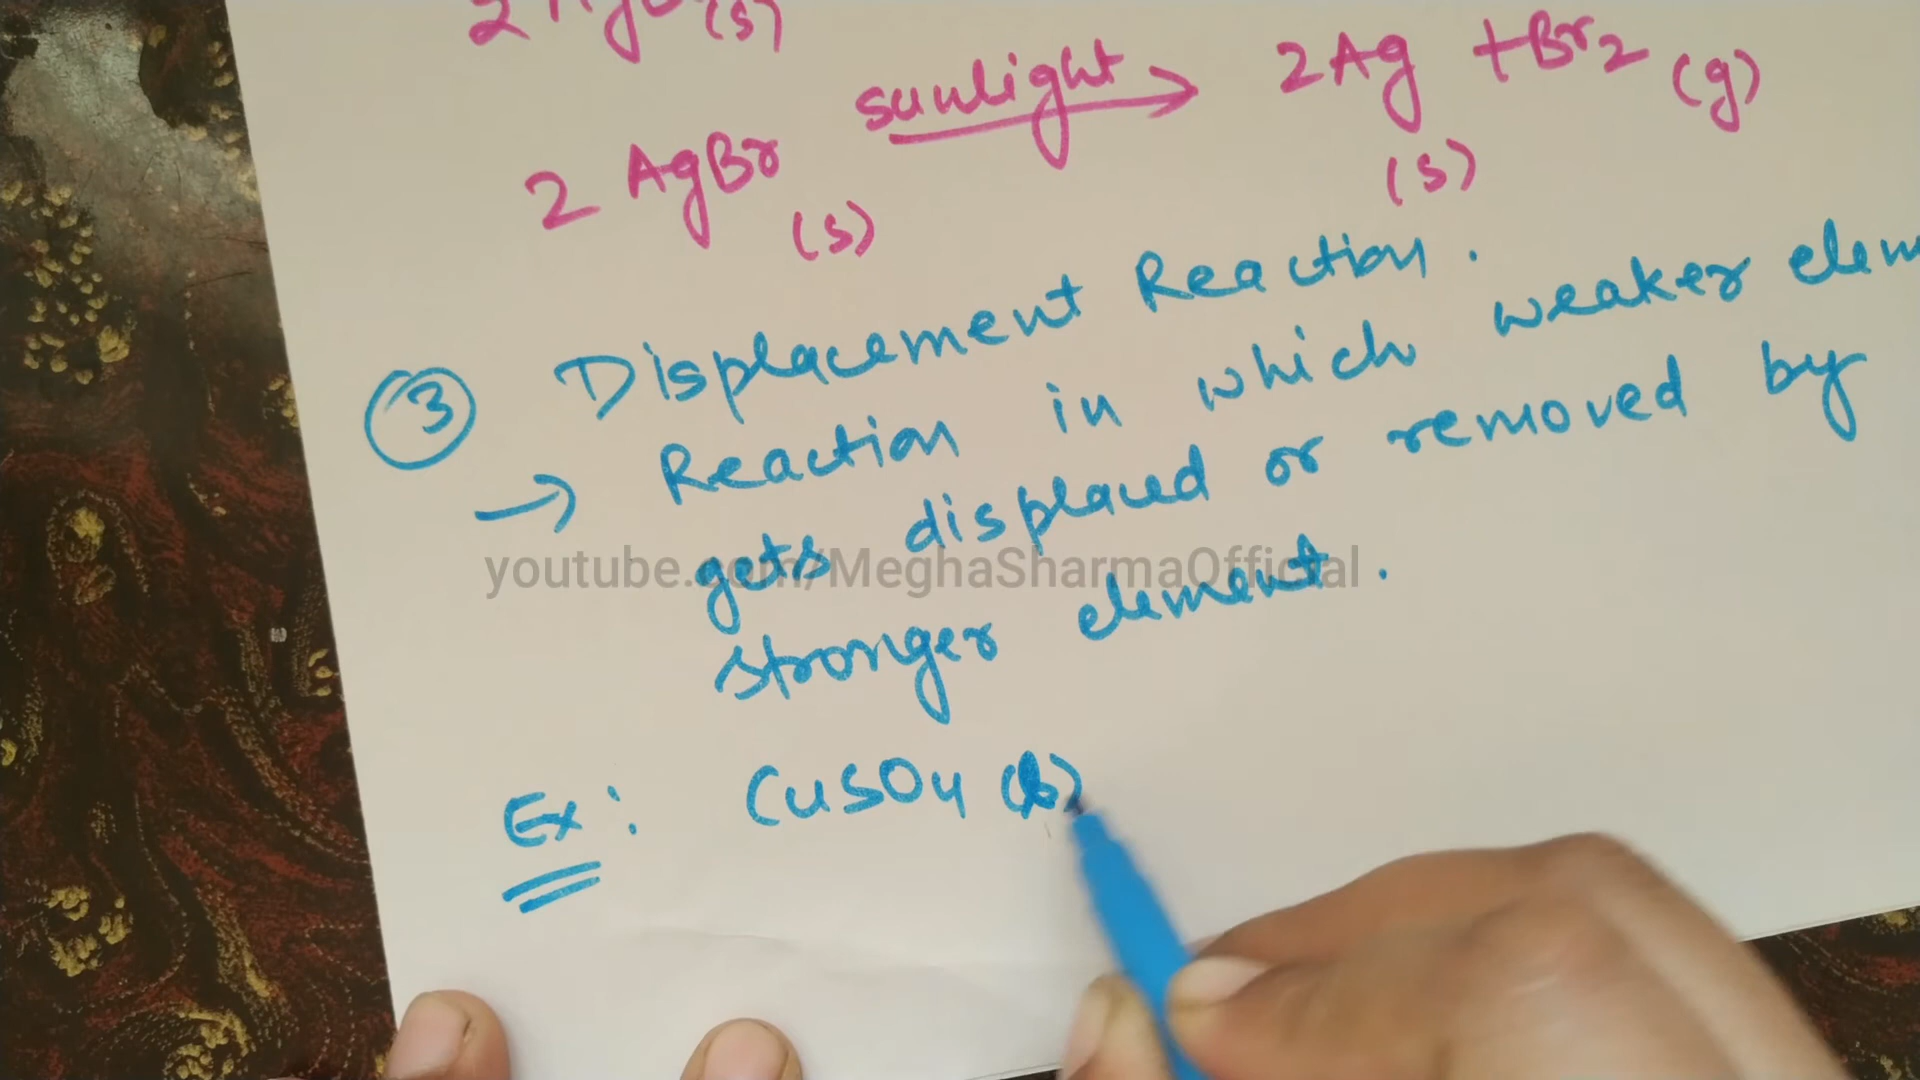 (s)
2 AgBr sunlight → 2Ag + Br2 (g)
(s) (s)
3 Displacement Reaction.
→ Reaction in which weaker elem
gets displaced or removed by
stronger element.
youtube.com/MeghaSharmaOfficial
Ex: CuSO4